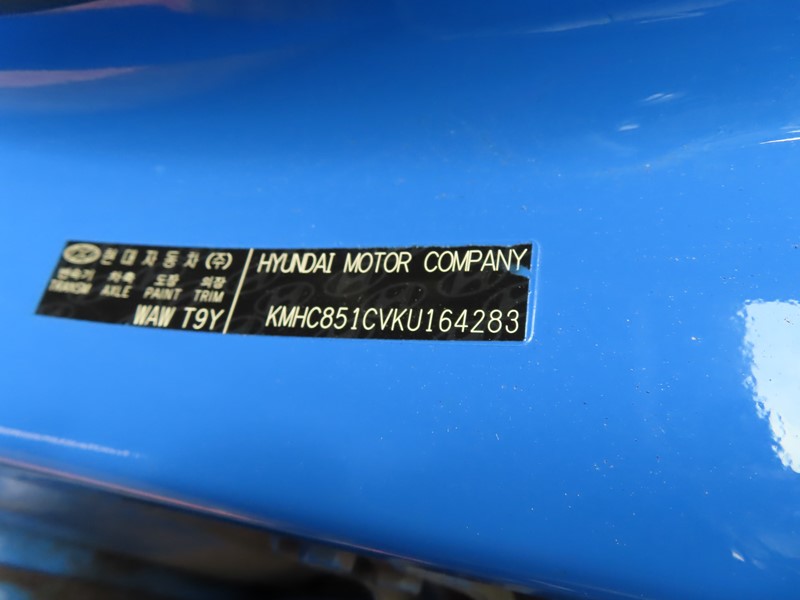 현대자동차(주)
변속기 차축 도장 의장
TRANSM AXLE PAINT TRIM
WAW T9Y
HYUNDAI MOTOR COMPANY
KMHC851CVKU164283